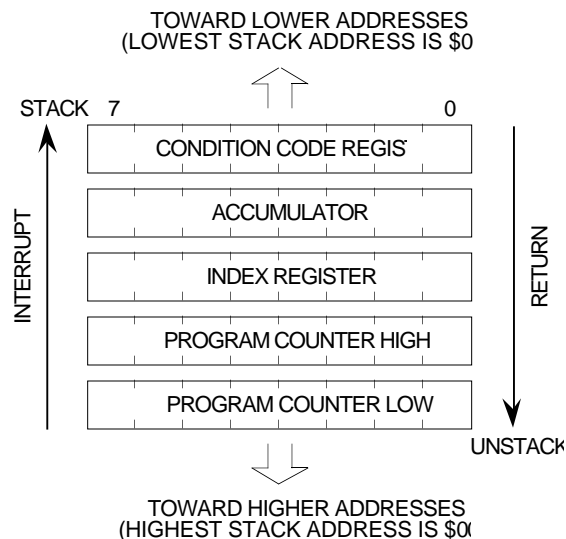 TOWARD LOWER ADDRESSES
(LOWEST STACK ADDRESS IS $0
STACK 7 0
CONDITION CODE REGIS
ACCUMULATOR
INDEX REGISTER
PROGRAM COUNTER HIGH
PROGRAM COUNTER LOW
INTERRUPT
RETURN
UNSTACK
TOWARD HIGHER ADDRESSES
(HIGHEST STACK ADDRESS IS $0